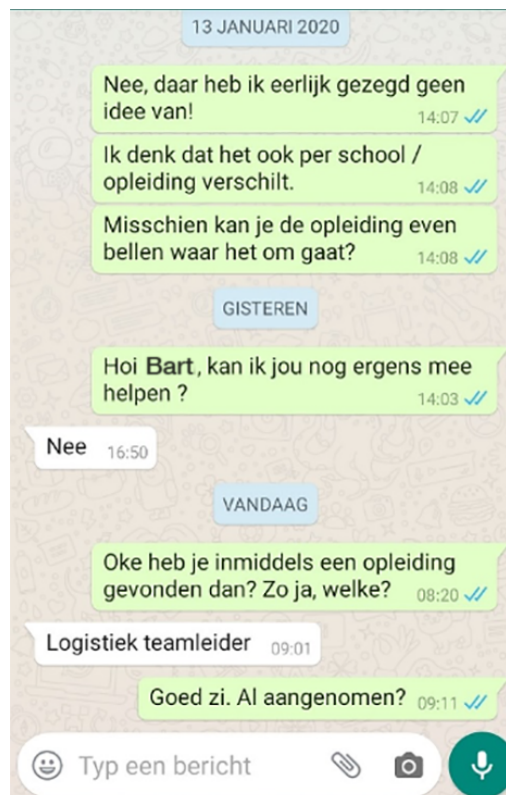 13 JANUARI 2020
Nee, daar heb ik eerlijk gezegd geen
idee van!
14:07
Ik denk dat het ook per school /
opleiding verschilt.
14:08
Misschien kan je de opleiding even
bellen waar het om gaat?
14:08
GISTEREN
Hoi Bart, kan ik jou nog ergens mee
helpen ?
14:03
Nee 16:50
VANDAAG
Oke heb je inmiddels een opleiding
gevonden dan? Zo ja, welke? 08:20
Logistiek teamleider 09:01
Goed zi. Al aangenomen? 09:11
Typ een bericht